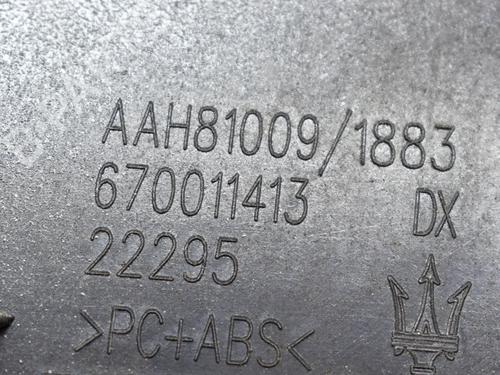 AAH81009/1883
670011413 DX
22295
>PC+ABS<